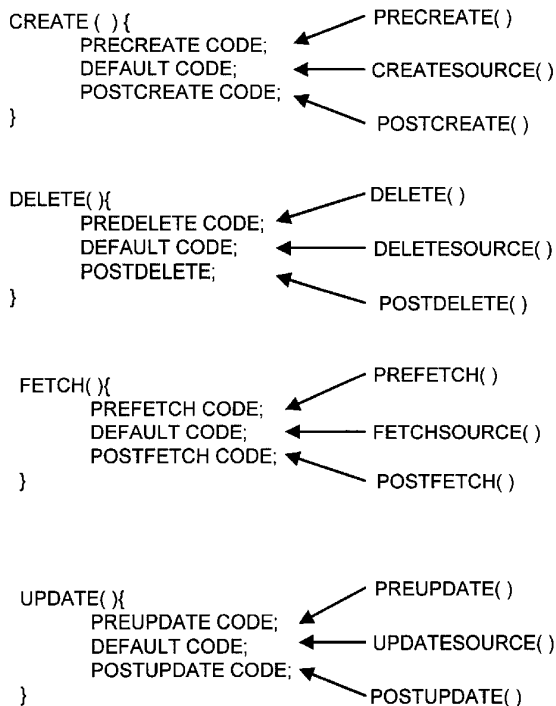 CREATE ( ) {
PRECREATE CODE;
DEFAULT CODE;
POSTCREATE CODE;
}
PRECREATE( )
CREATESOURCE( )
POSTCREATE( )
DELETE( ){
PREDELETE CODE;
DEFAULT CODE;
POSTDELETE;
}
DELETE( )
DELETESOURCE( )
POSTDELETE( )
FETCH( ){
PREFETCH CODE;
DEFAULT CODE;
POSTFETCH CODE;
}
PREFETCH( )
FETCHSOURCE( )
POSTFETCH( )
UPDATE( ){
PREUPDATE CODE;
DEFAULT CODE;
POSTUPDATE CODE;
}
PREUPDATE( )
UPDATESOURCE( )
POSTUPDATE( )